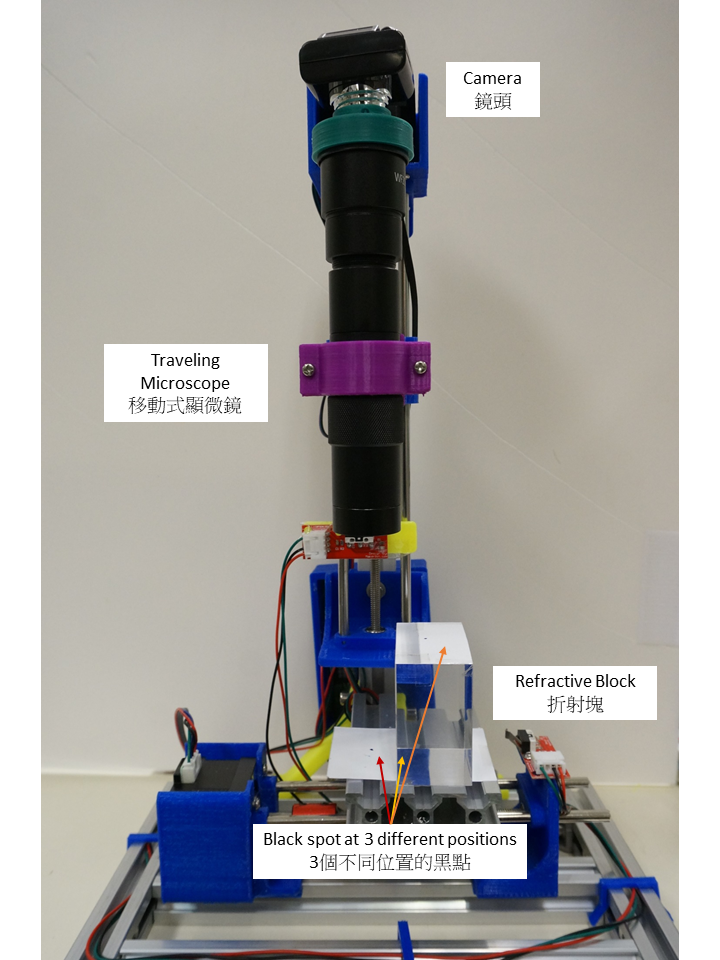 Camera
鏡頭
WF
Traveling
Microscope
移動式顯微鏡
Refractive Block
折射塊
Black spot at 3 different positions
3個不同位置的黑點